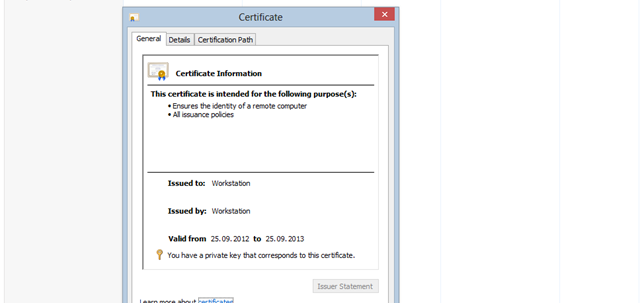 Certificate
General Details Certification Path
Certificate Information
This certificate is intended for the following purpose(s):
• Ensures the identity of a remote computer
• All issuance policies
Issued to: Workstation
Issued by: Workstation
Valid from 25.09.2012 to 25.09.2013
You have a private key that corresponds to this certificate.
Issuer Statement
Learn more about certificated